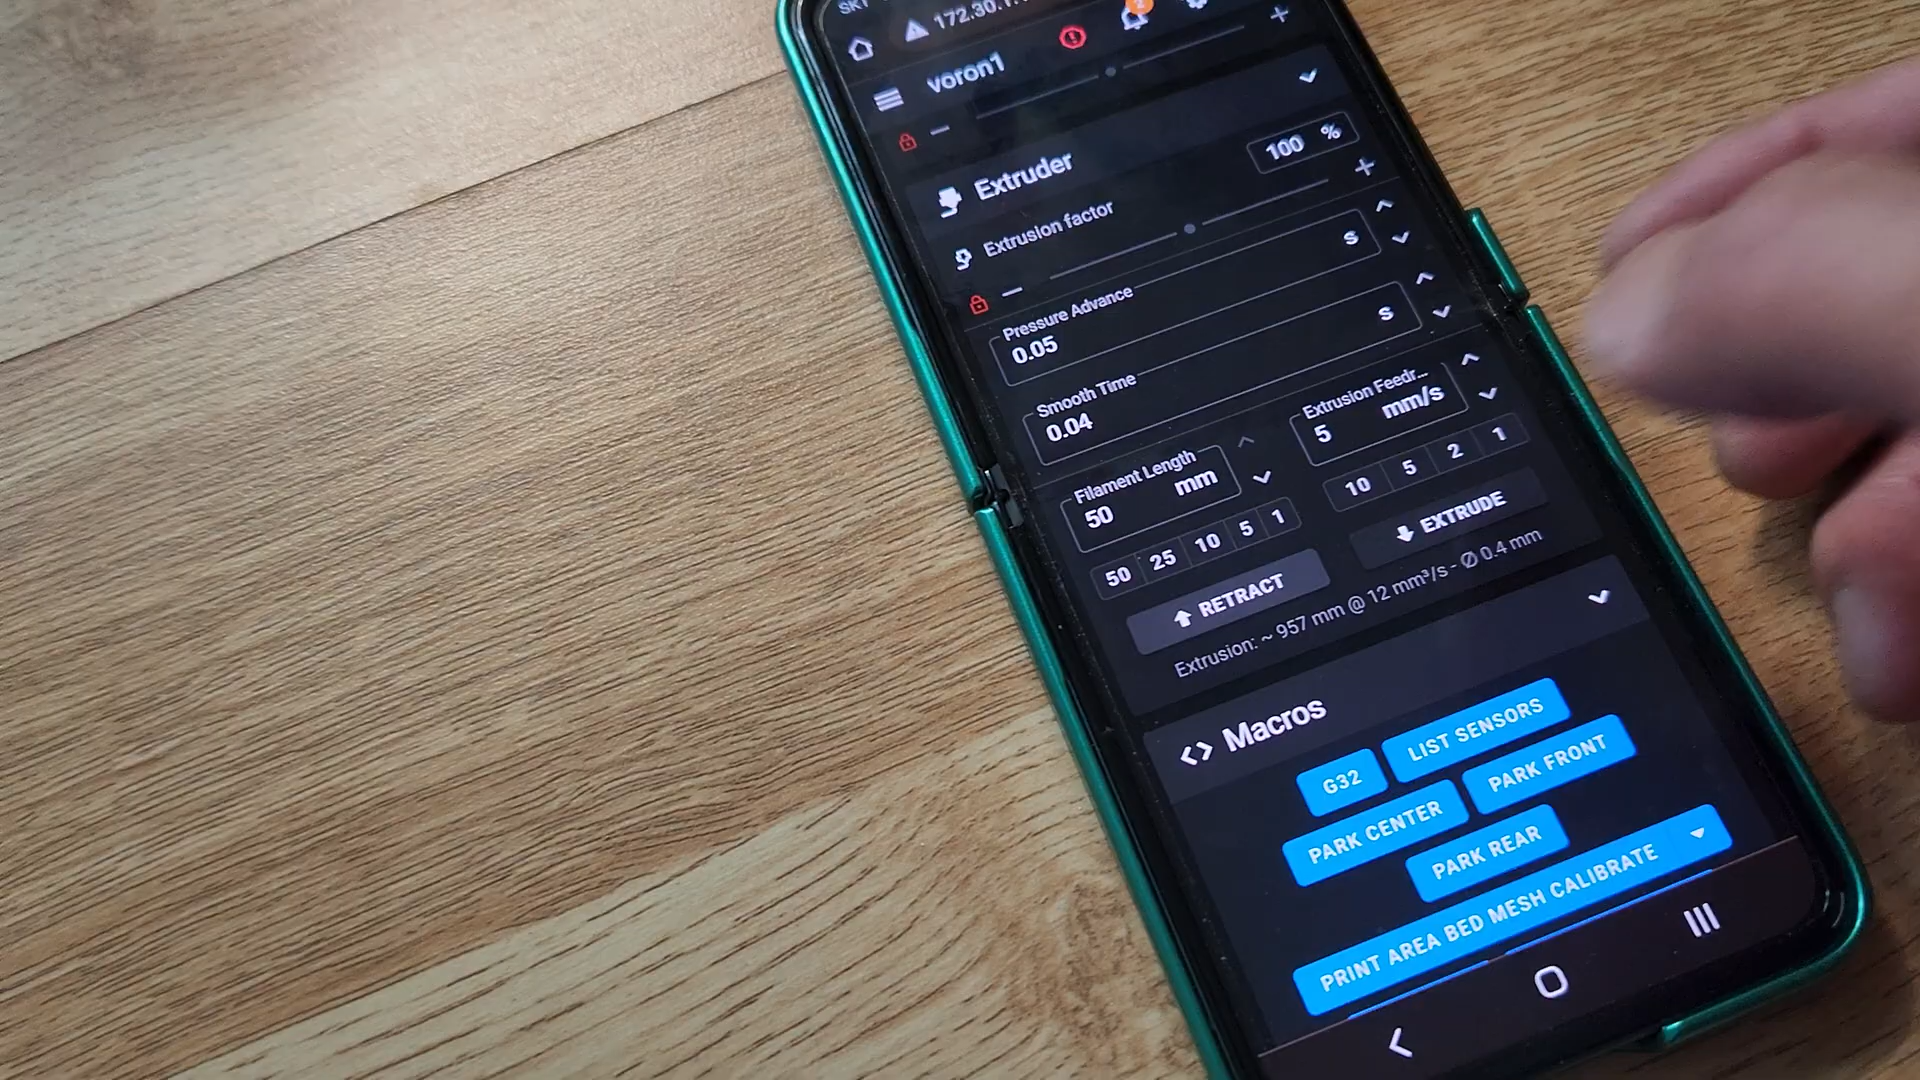 voron1
Extruder
100 %
Extrusion factor
Pressure Advance
0.05 s
Smooth Time
0.04 s
Filament Length
50 mm
Extrusion Feedr...
5 mm/s
50 25 10 5 1
10 5 2 1
RETRACT
EXTRUDE
Extrusion: ~ 957 mm @ 12 mm³/s - Ø 0.4 mm
Macros
G32
LIST SENSORS
PARK CENTER
PARK FRONT
PARK REAR
PRINT AREA BED MESH CALIBRATE